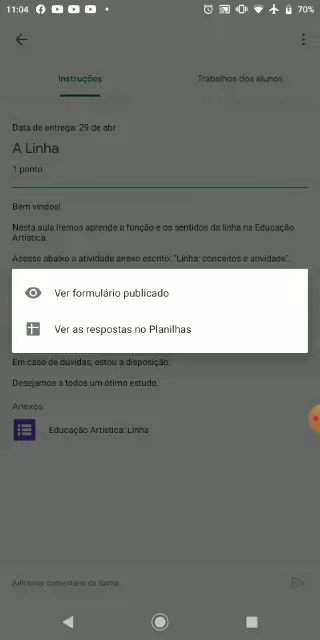 11:04
70%
Instruções
Trabalhos dos alunos
Data de entrega: 29 de abr
A Linha
1 ponto
Bem vindos!
Nesta aula iremos aprende a função e os sentidos da linha na Educação
Artística.
Acesse abaixo a atividade anexo escrito: "Linha: conceitos e atividade".
Ver formulário publicado
Ver as respostas no Planilhas
Em caso de dúvidas, estou a disposição.
Desejamos a todos um ótimo estudo.
Anexos
Educação Artística: Linha
Adicionar comentário da turma